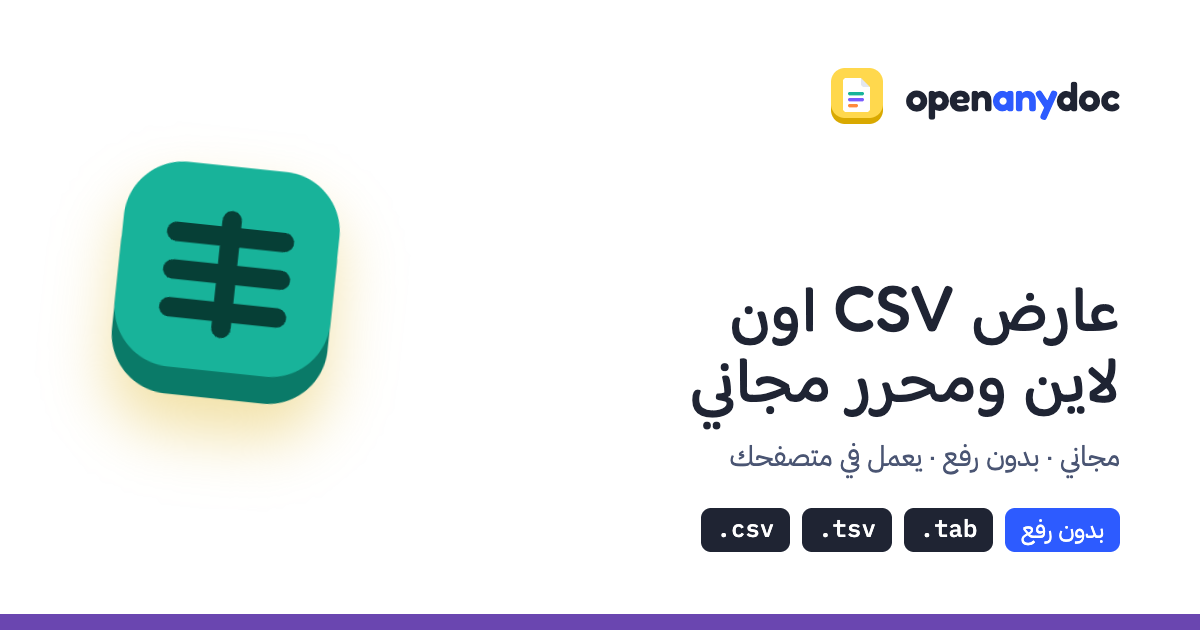 openanydoc
عارض CSV اون
لاين ومحرر مجاني
مجاني · بدون رفع · يعمل في متصفحك
بدون رفع .tab .tsv .csv